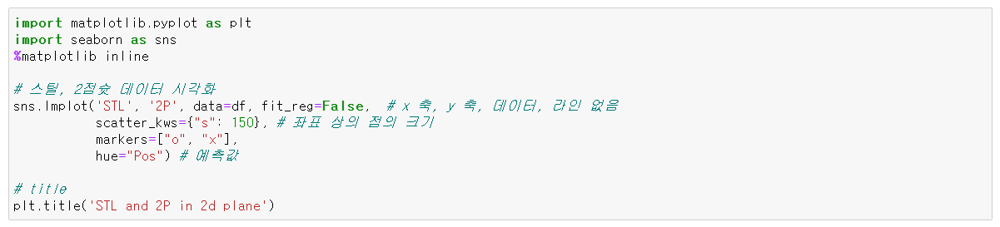 import matplotlib.pyplot as plt
import seaborn as sns
%matplotlib inline
# 스틸, 2점슛 데이터 시각화
sns.lmplot('STL', '2P', data=df, fit_reg=False,  # x 축, y 축, 데이터, 라인 없음
           scatter_kws={"s": 150}, # 좌표 상의 점의 크기
           markers=["o", "x"],
           hue="Pos") # 예측값
# title
plt.title('STL and 2P in 2d plane')